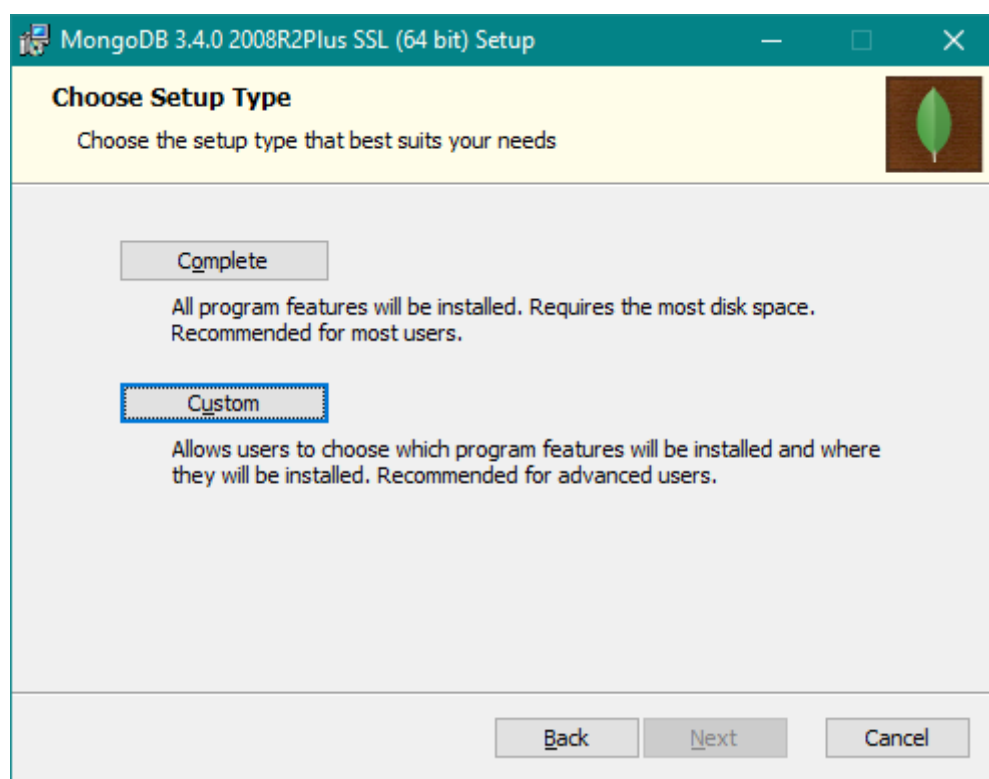 MongoDB 3.4.0 2008R2Plus SSL (64 bit) Setup
Choose Setup Type
Choose the setup type that best suits your needs
Complete
All program features will be installed. Requires the most disk space.
Recommended for most users.
Custom
Allows users to choose which program features will be installed and where
they will be installed. Recommended for advanced users.
Back
Next
Cancel